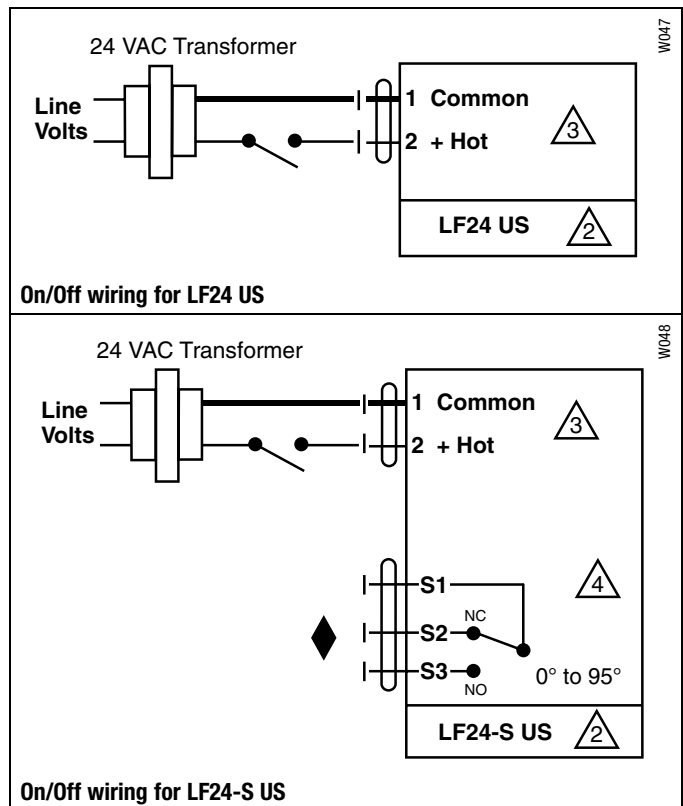 W047
24 VAC Transformer
Line
Volts
1 Common
2 + Hot
3
LF24 US
2
On/Off wiring for LF24 US
W048
24 VAC Transformer
Line
Volts
1 Common
2 + Hot
3
S1
4
NC
S2
S3
NO
0° to 95°
LF24-S US
2
On/Off wiring for LF24-S US